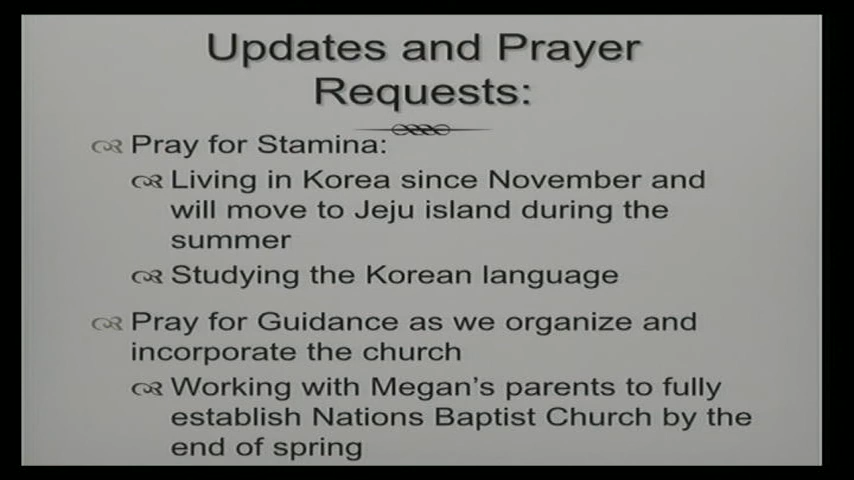 Updates and Prayer
Requests:
Pray for Stamina:
Living in Korea since November and
will move to Jeju island during the
summer
Studying the Korean language
Pray for Guidance as we organize and
incorporate the church
Working with Megan's parents to fully
establish Nations Baptist Church by the
end of spring